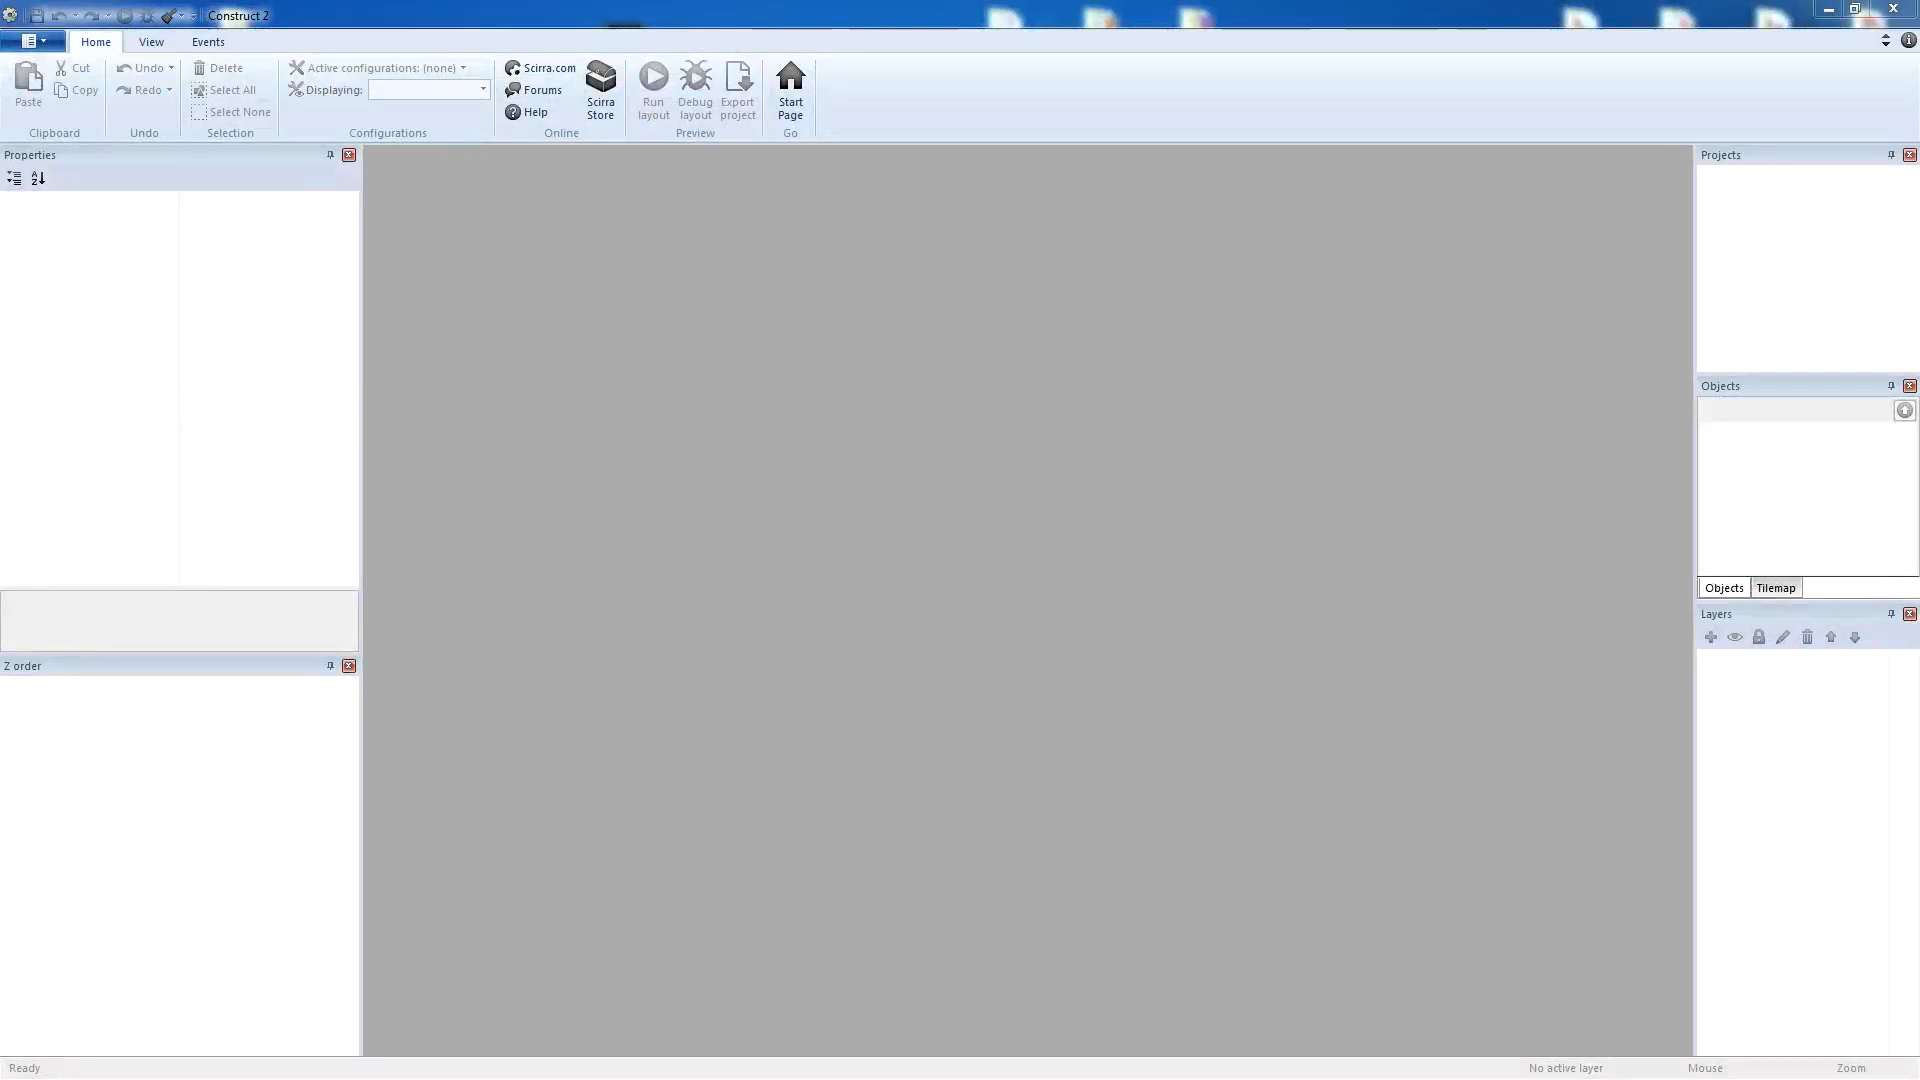 Construct 2
Home View Events
Paste Cut Copy
Clipboard
Undo
Redo
Undo
Delete
Select All
Select None
Selection
Active configurations: (none)
Displaying:
Configurations
Scirra.com
Forums
Help
Scirra
Store
Online
Run
layout
Debug
layout
Export
project
Preview
Start
Page
Go
Properties
Z order
Projects
Objects
Objects Tilemap
Layers
Ready
No active layer
Mouse
Zoom